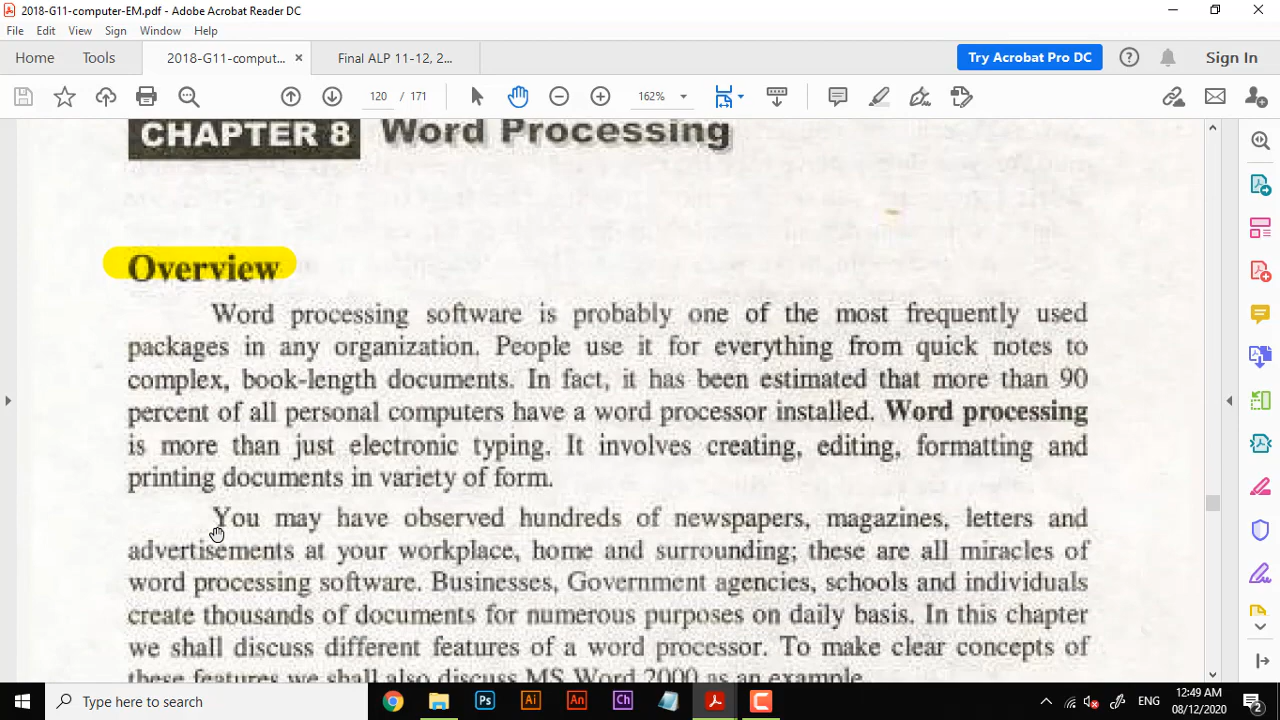 2018-G11-computer-EM.pdf - Adobe Acrobat Reader DC
File Edit View Sign Window Help
Home Tools 2018-G11-comput... × Final ALP 11-12, 2... Try Acrobat Pro DC Sign In
120 / 171 162%
CHAPTER 8 Word Processing
Overview
Word processing software is probably one of the most frequently used
packages in any organization. People use it for everything from quick notes to
complex, book-length documents. In fact, it has been estimated that more than 90
percent of all personal computers have a word processor installed. Word processing
is more than just electronic typing. It involves creating, editing, formatting and
printing documents in variety of form.
You may have observed hundreds of newspapers, magazines, letters and
advertisements at your workplace, home and surrounding; these are all miracles of
word processing software. Businesses, Government agencies, schools and individuals
create thousands of documents for numerous purposes on daily basis. In this chapter
we shall discuss different features of a word processor. To make clear concepts of
these features we shall also discuss MS Word 2000 as an example.
Type here to search
Ps Ai An Ch
ENG
12:49 AM
08/12/2020
2